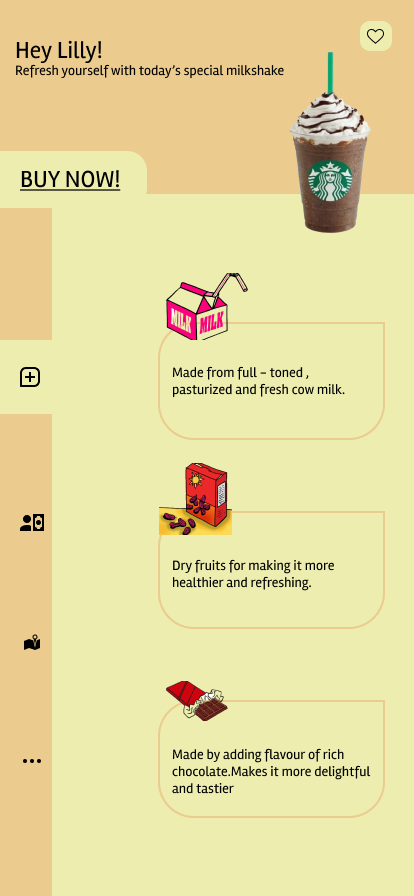 Hey Lilly!
Refresh yourself with today's special milkshake
BUY NOW!
MILK MILK
Made from full - toned ,
pasturized and fresh cow milk.
Dry fruits for making it more
healthier and refreshing.
Made by adding flavour of rich
chocolate.Makes it more delightful
and tastier